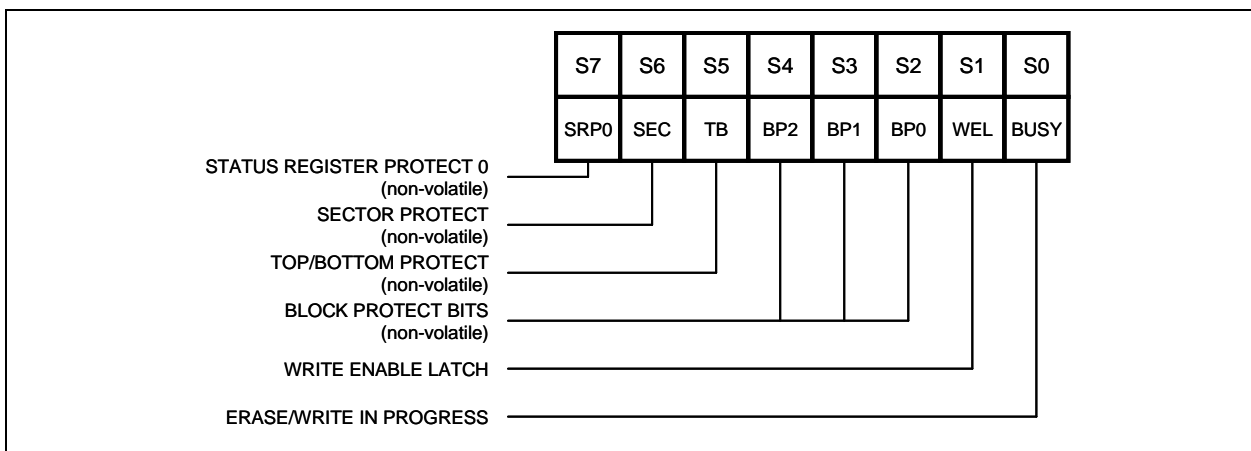 S7 S6 S5 S4 S3 S2 S1 S0
SRP0 SEC TB BP2 BP1 BP0 WEL BUSY
STATUS REGISTER PROTECT 0
(non-volatile)
SECTOR PROTECT
(non-volatile)
TOP/BOTTOM PROTECT
(non-volatile)
BLOCK PROTECT BITS
(non-volatile)
WRITE ENABLE LATCH
ERASE/WRITE IN PROGRESS